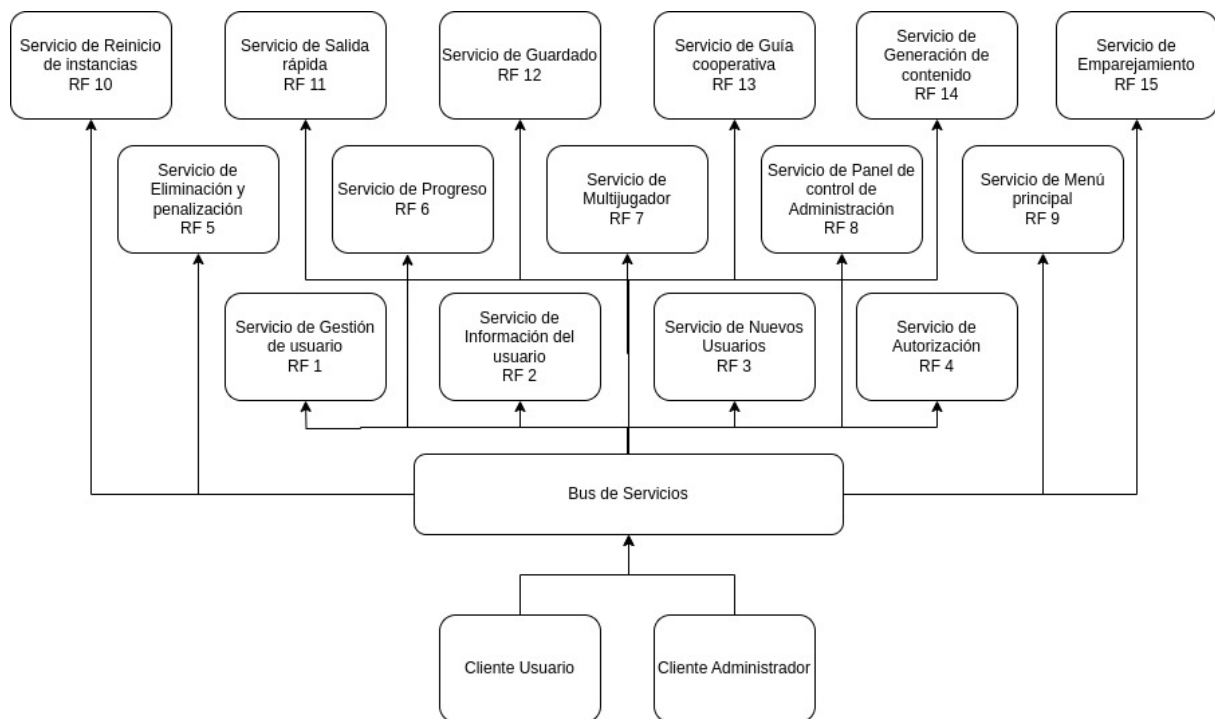 Servicio de Reinicio
de instancias
RF 10
Servicio de Salida
rápida
RF 11
Servicio de Guardado
RF 12
Servicio de Guía
cooperativa
RF 13
Servicio de
Generación de
contenido
RF 14
Servicio de
Emparejamiento
RF 15
Servicio de
Eliminación y
penalización
RF 5
Servicio de Progreso
RF 6
Servicio de
Multijugador
RF 7
Servicio de Panel de
control de
Administración
RF 8
Servicio de Menú
principal
RF 9
Servicio de Gestión
de usuario
RF 1
Servicio de
Información del
usuario
RF 2
Servicio de Nuevos
Usuarios
RF 3
Servicio de
Autorización
RF 4
Bus de Servicios
Cliente Usuario
Cliente Administrador